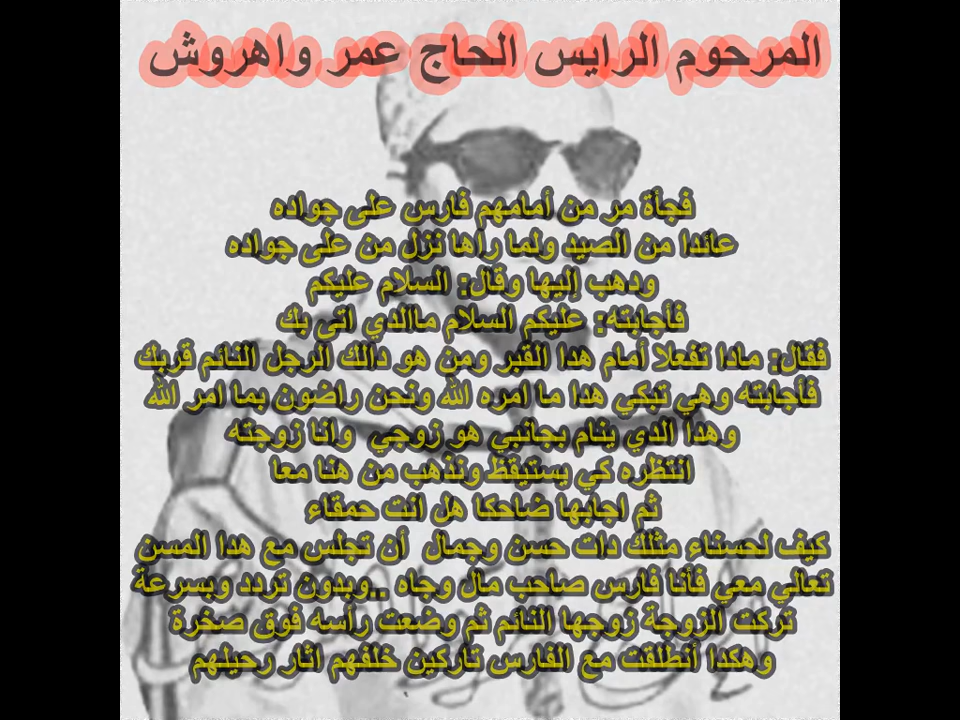 المرحوم الرايس الحاج عمر واهروش
فجأة مر من أمامهم فارس على جواده
عائدا من الصيد ولما رأها نزل من على جواده
ودهب إليها وقال: السلام عليكم
فأجابته: عليكم السلام ماالدي اتى بك
فقال: مادا تفعلا أمام هدا القبر ومن هو دالك الرجل النائم قربك
فأجابته وهي تبكي هدا ما امره الله ونحن راضون بما امر الله
وهدا الدي ينام بجانبي هو زوجي وانا زوجته
انتظره كي يستيقظ ونذهب من هنا معا
ثم اجابها ضاحكا هل انت حمقاء
كيف لحسناء مثلك دات حسن وجمال أن تجلس مع هدا المسن
تعالي معي فأنا فارس صاحب مال وجاه ..وبدون تردد وبسرعة
تركت الزوجة زوجها النائم ثم وضعت رأسه فوق صخرة
وهكدا أنطلقت مع الفارس تاركين خلفهم اثار رحيلهم